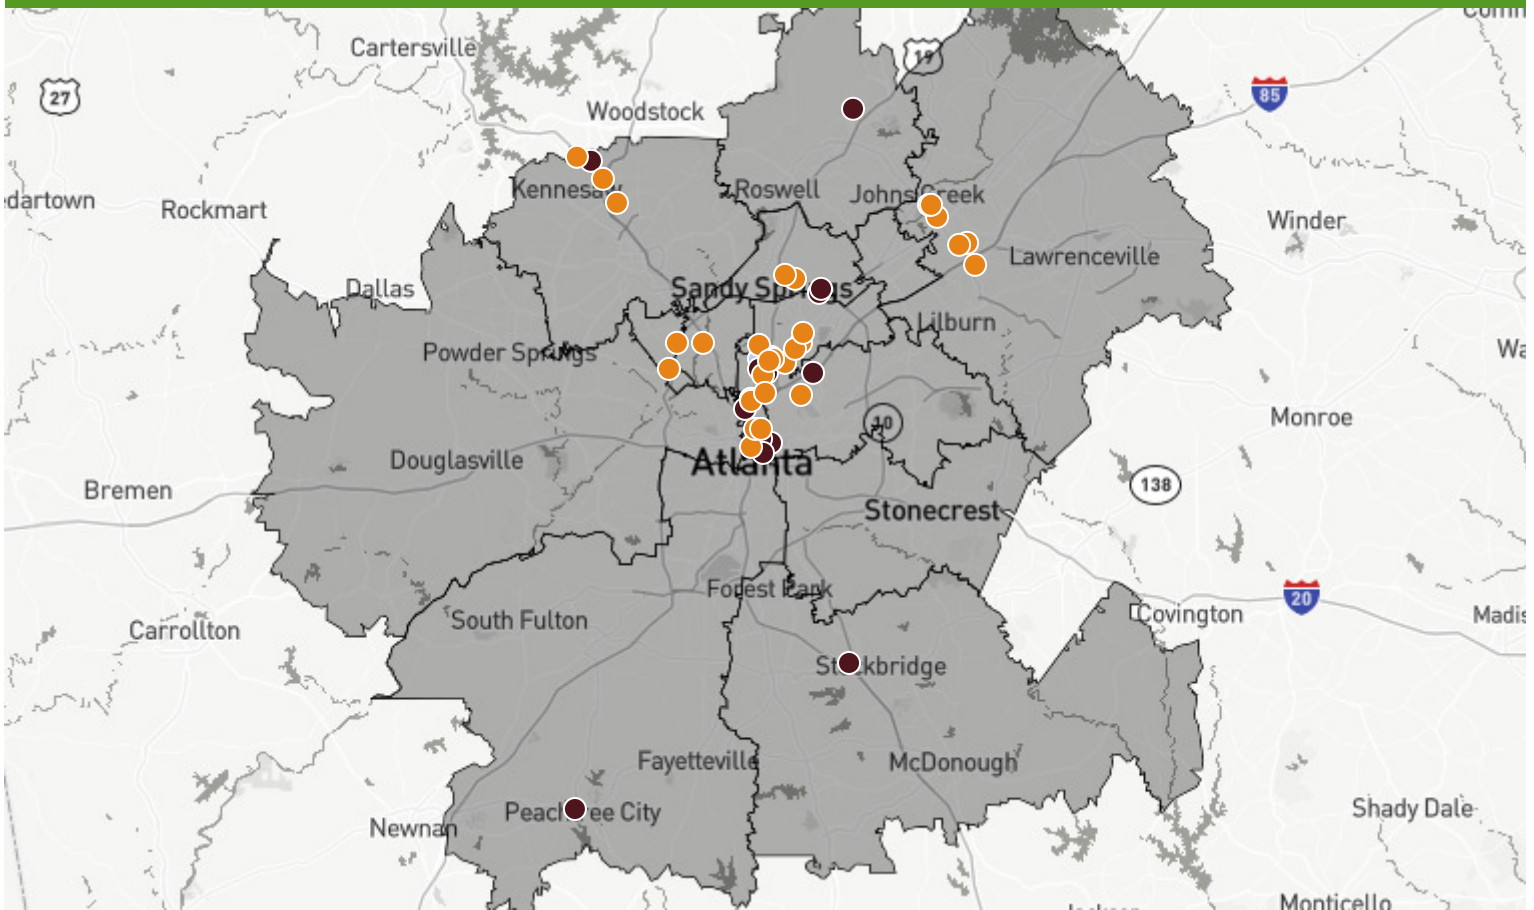 Cartersville
19
27
85
Woodstock
Kennesaw
Roswell
Johns Creek
dartown
Rockmart
Winder
Lawrenceville
Dallas
Sandy Springs
Lilburn
Powder Springs
Wa
Monroe
10
Atlanta
Douglasville
Bremen
138
Stonecrest
Forest Park
20
South Fulton
Covington
Madis
Carrollton
Stockbridge
Fayetteville
McDonough
Peachtree City
Newnan
Shady Dale
Monticello